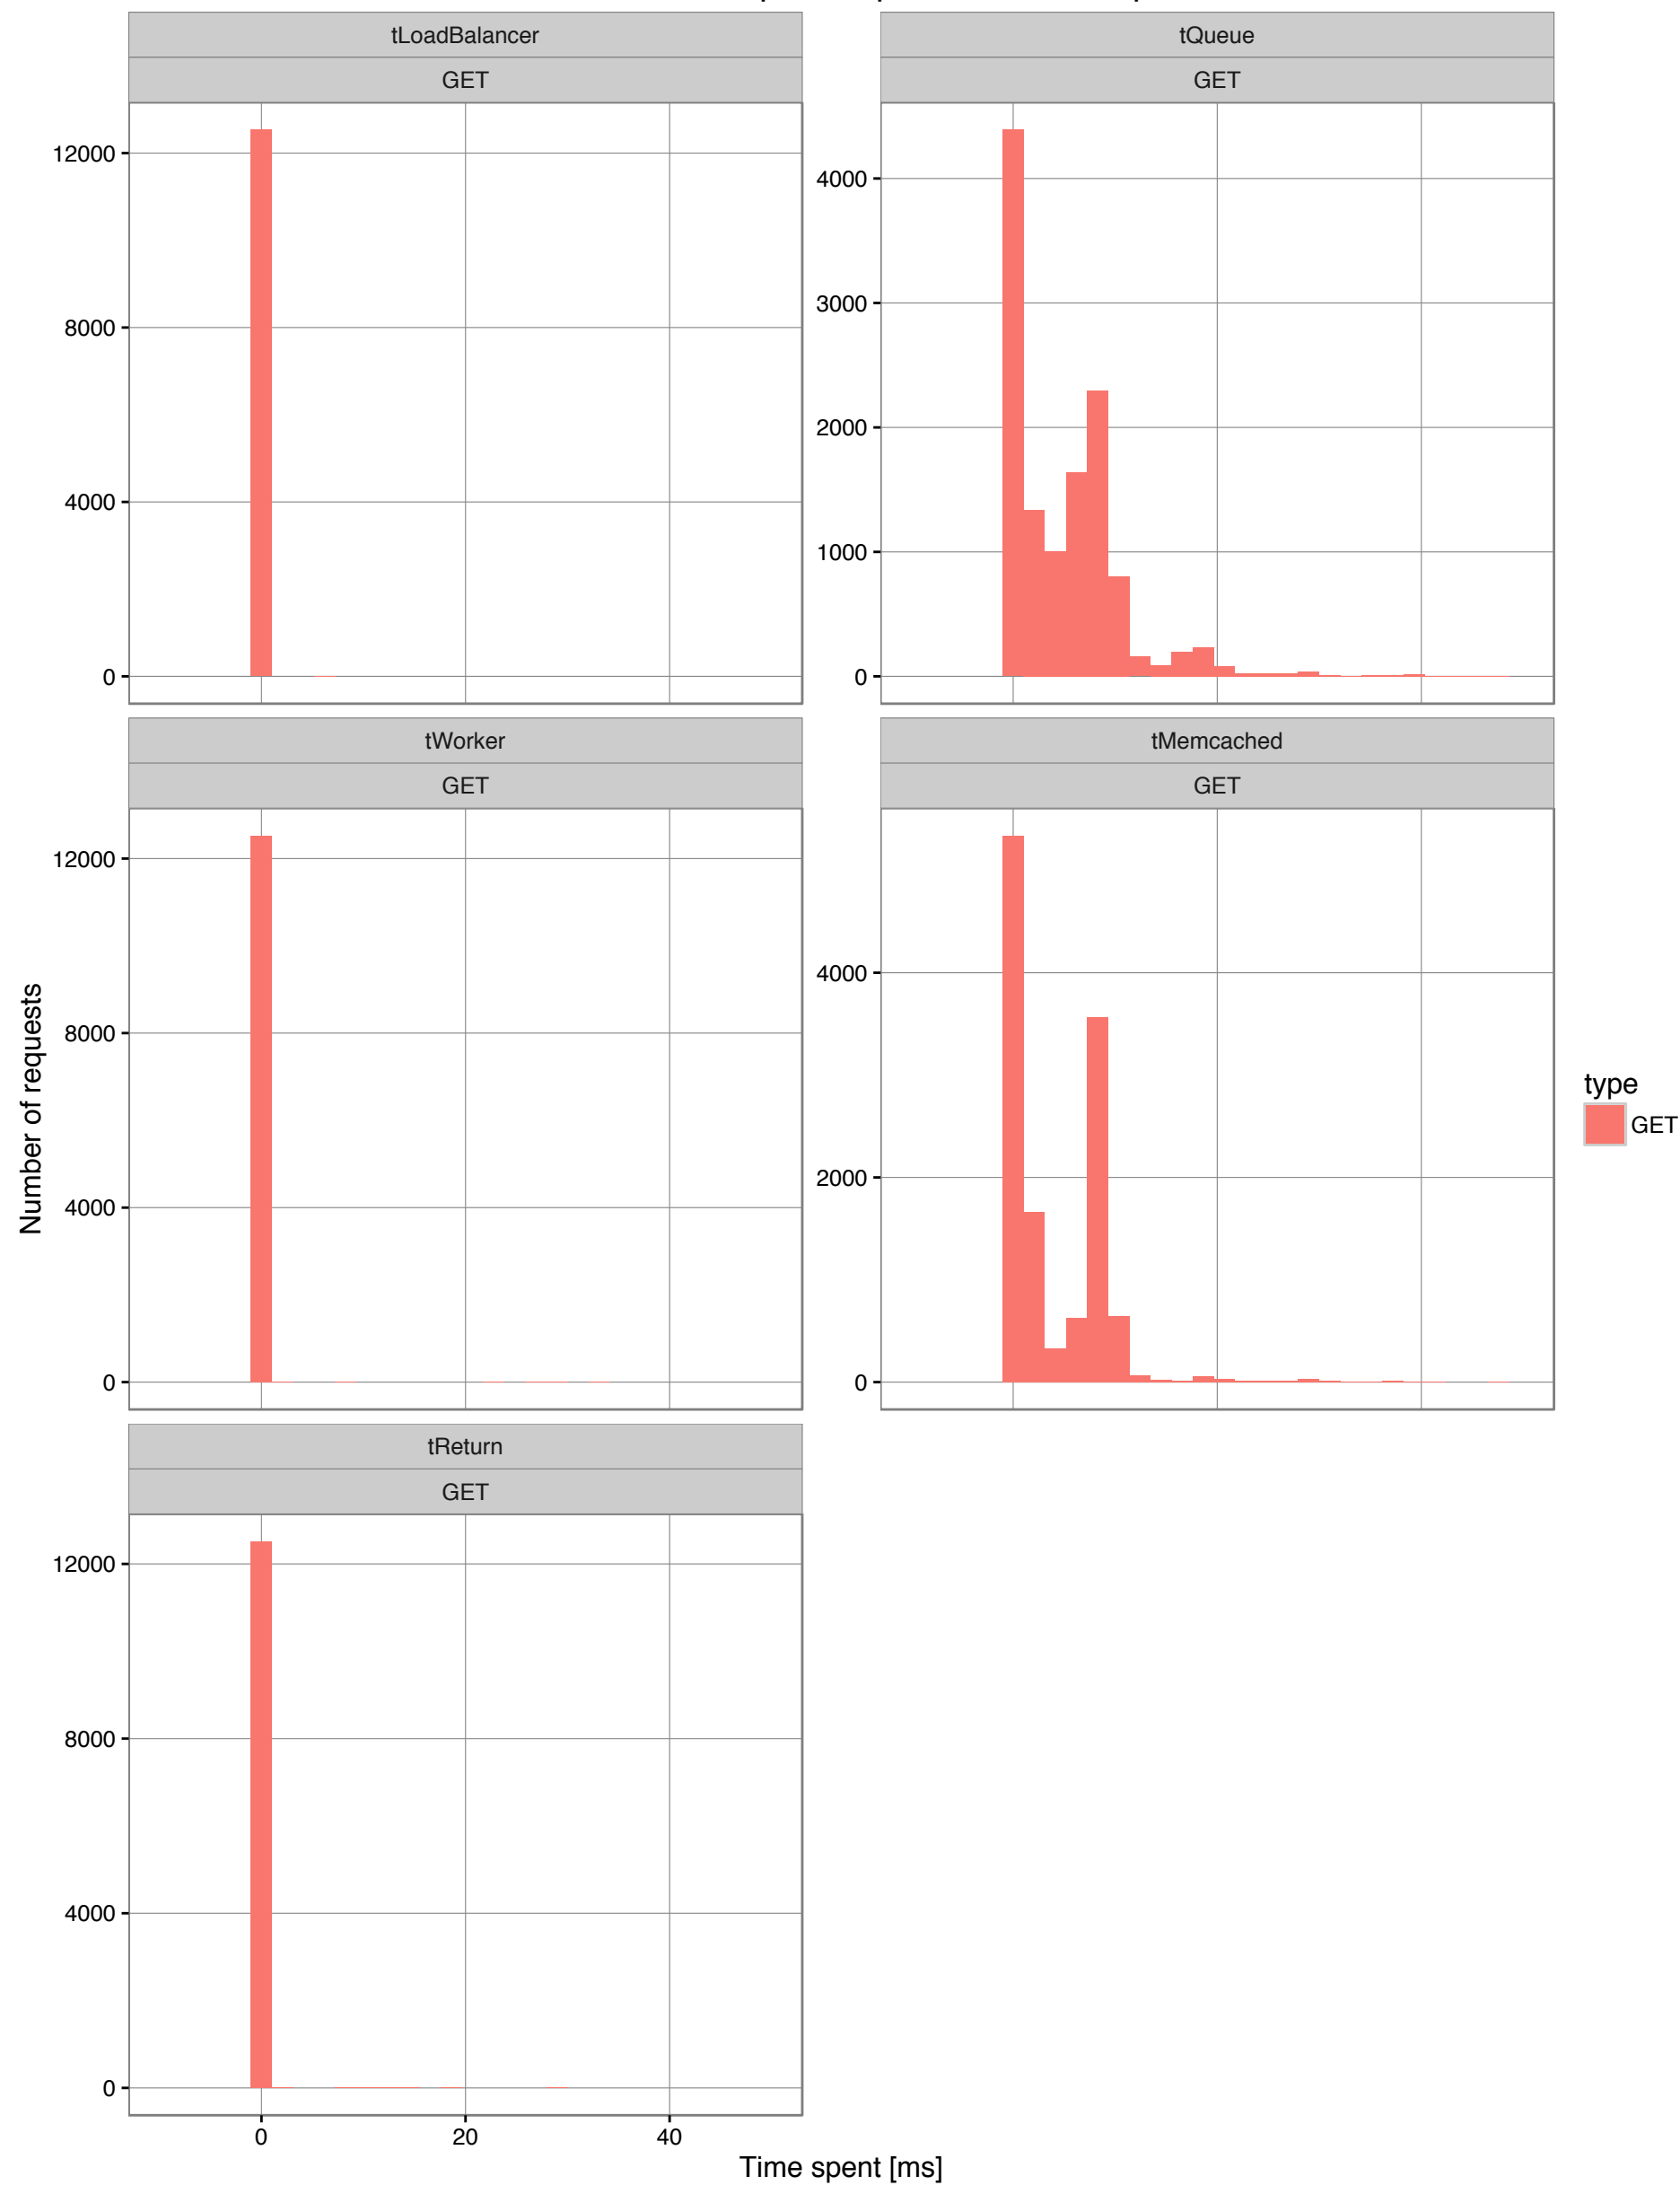 tLoadBalancer
GET
12000
8000
4000
0
tQueue
GET
4000
3000
2000
1000
0
tWorker
GET
12000
8000
4000
0
tMemcached
GET
4000
2000
0
tReturn
GET
12000
8000
4000
0
0 20 40
Time spent [ms]
Number of requests
type
GET